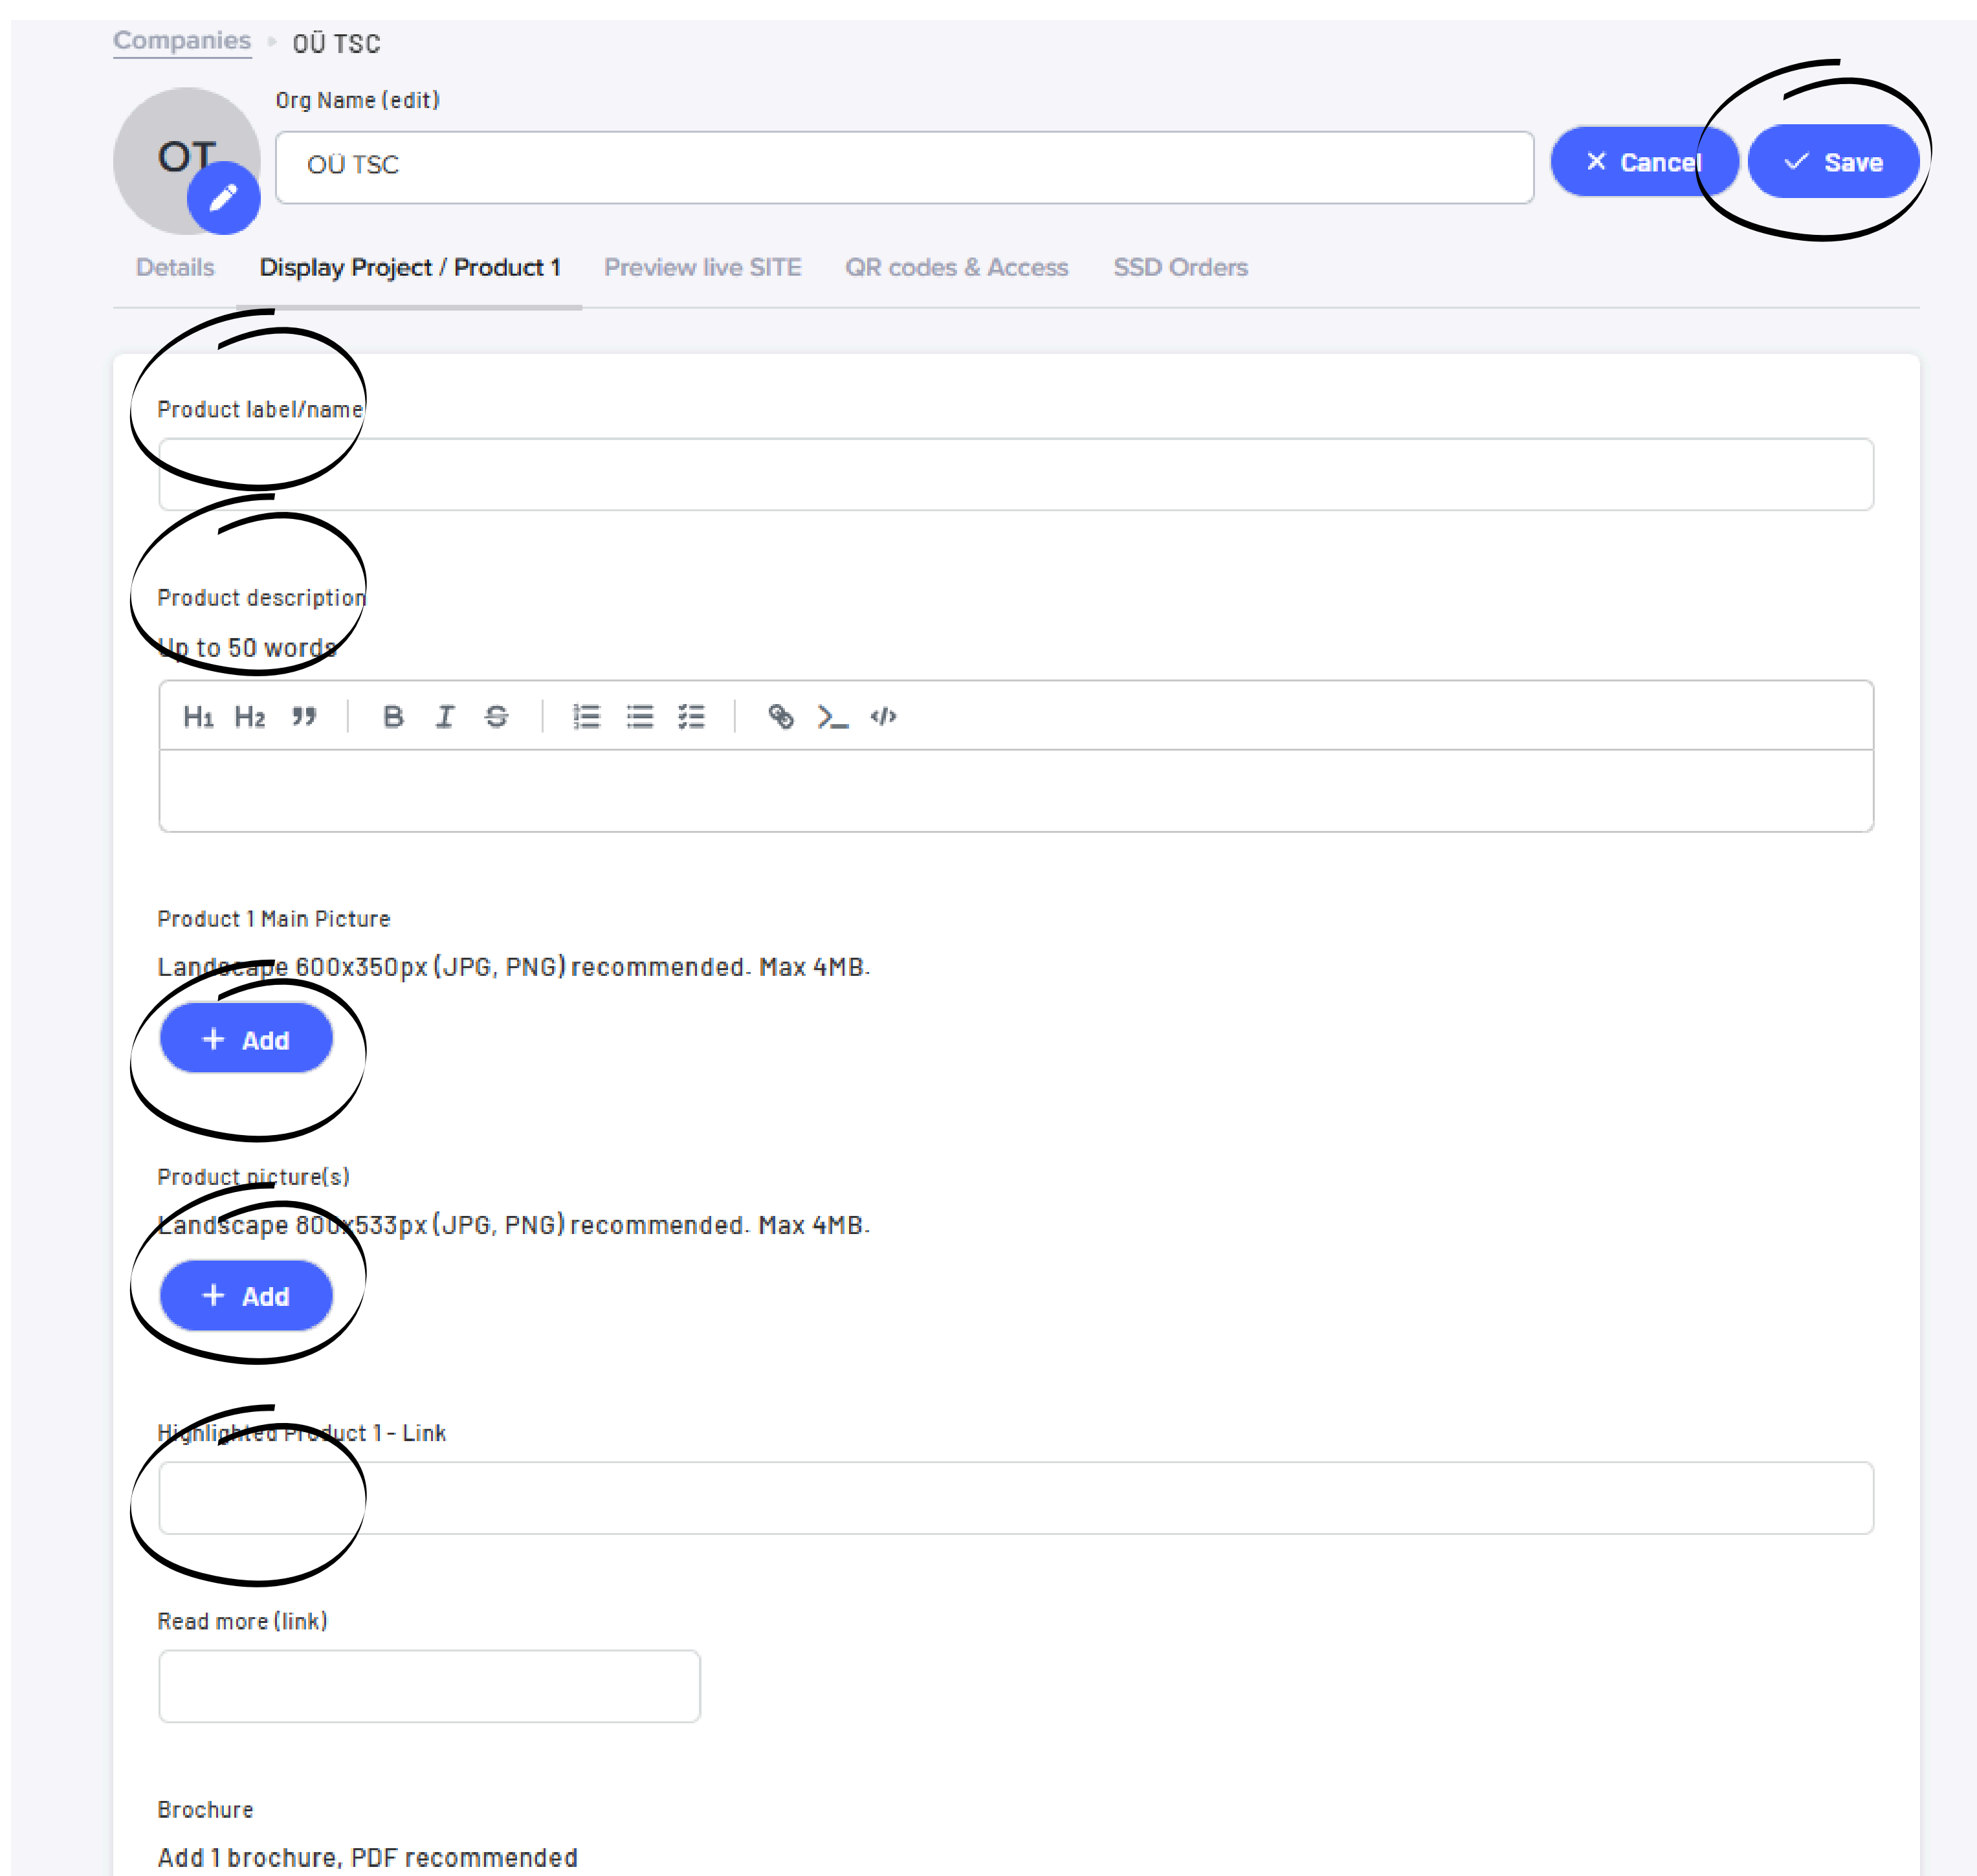 Companies ▸ OÜ TSC
Org Name (edit)
OT
OÜ TSC
× Cancel
✓ Save
Details Display Project / Product 1 Preview live SITE QR codes & Access SSD Orders
Product label/name
Product description
Up to 50 words
H1 H2 B I S
Product 1 Main Picture
Landscape 600x350px (JPG, PNG) recommended. Max 4MB.
+ Add
Product picture(s)
Landscape 800x533px (JPG, PNG) recommended. Max 4MB.
+ Add
Highlighted Product 1 - Link
Read more (link)
Brochure
Add 1 brochure, PDF recommended